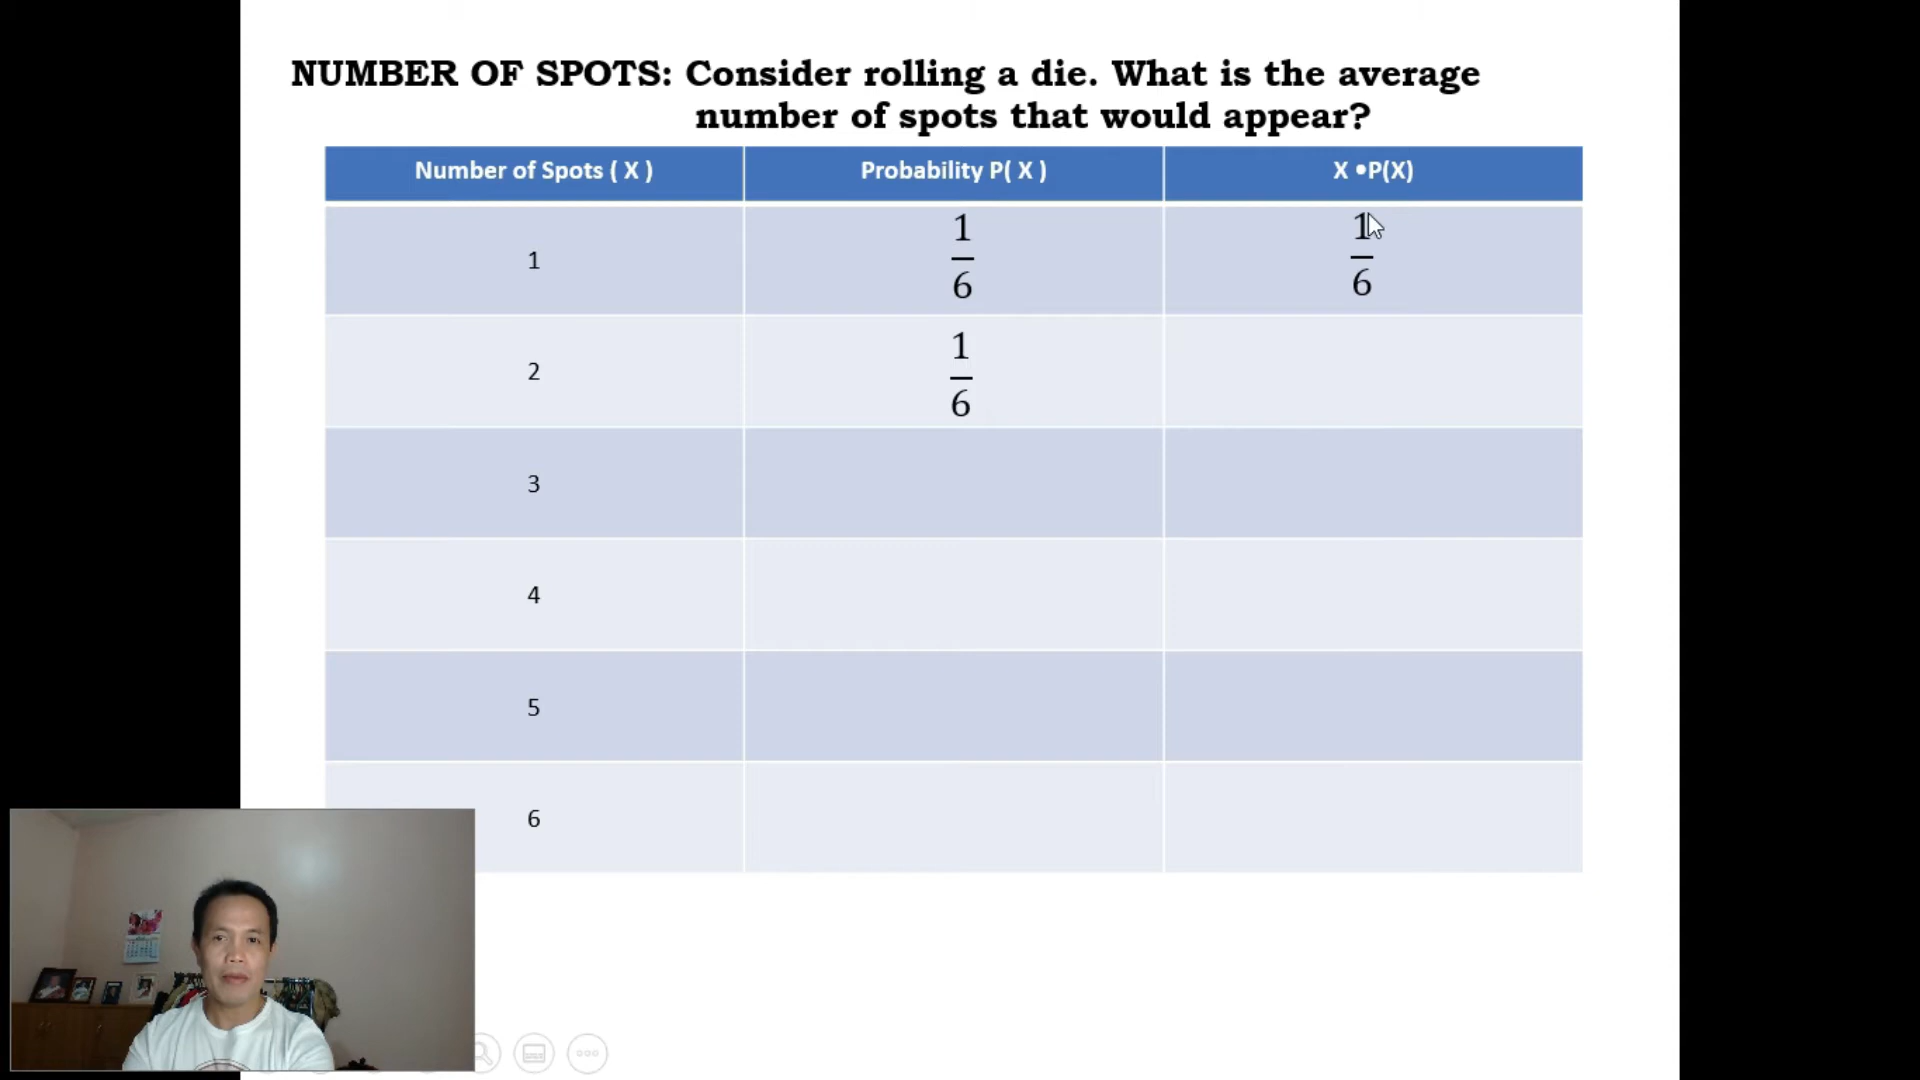 NUMBER OF SPOTS: Consider rolling a die. What is the average
number of spots that would appear?
Number of Spots ( X ) Probability P( X ) X •P(X)
1 1/6 1/6
2 1/6
3
4
5
6